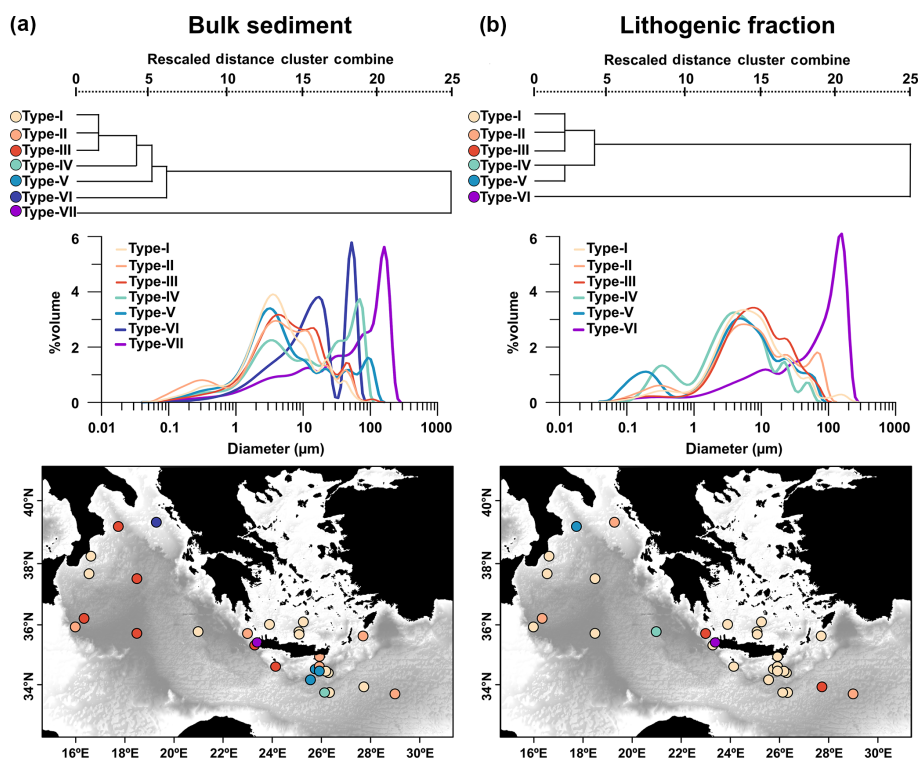 (a) Bulk sediment
Rescaled distance cluster combine
0 5 10 15 20 25
Type-I
Type-II
Type-III
Type-IV
Type-V
Type-VI
Type-VII
6
4
2
0
%volume
Type-I
Type-II
Type-III
Type-IV
Type-V
Type-VI
Type-VII
0.01 0.1 1 10 100 1000
Diameter (μm)
40°N
38°N
36°N
34°N
16°E 18°E 20°E 22°E 24°E 26°E 28°E 30°E
(b) Lithogenic fraction
Rescaled distance cluster combine
0 5 10 15 20 25
Type-I
Type-II
Type-III
Type-IV
Type-V
Type-VI
6
4
2
0
%volume
Type-I
Type-II
Type-III
Type-IV
Type-V
Type-VI
0.01 0.1 1 10 100 1000
Diameter (μm)
40°N
38°N
36°N
34°N
16°E 18°E 20°E 22°E 24°E 26°E 28°E 30°E